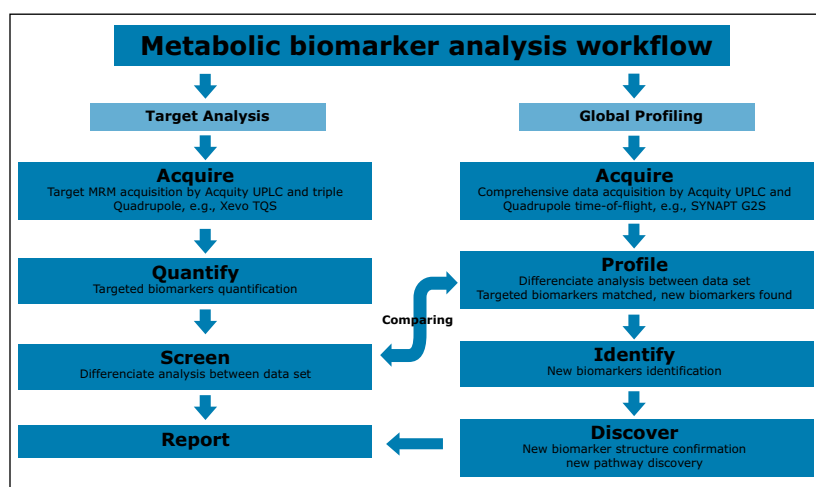 Metabolic biomarker analysis workflow
Target Analysis
Acquire
Target MRM acquisition by Acquity UPLC and triple
Quadrupole, e.g., Xevo TQS
Quantify
Targeted biomarkers quantification
Screen
Differenciate analysis between data set
Report
Comparing
Global Profiling
Acquire
Comprehensive data acquisition by Acquity UPLC and
Quadrupole time-of-flight, e.g., SYNAPT G2S
Profile
Differenciate analysis between data set
Targeted biomarkers matched, new biomarkers found
Identify
New biomarkers identification
Discover
New biomarker structure confirmation
new pathway discovery